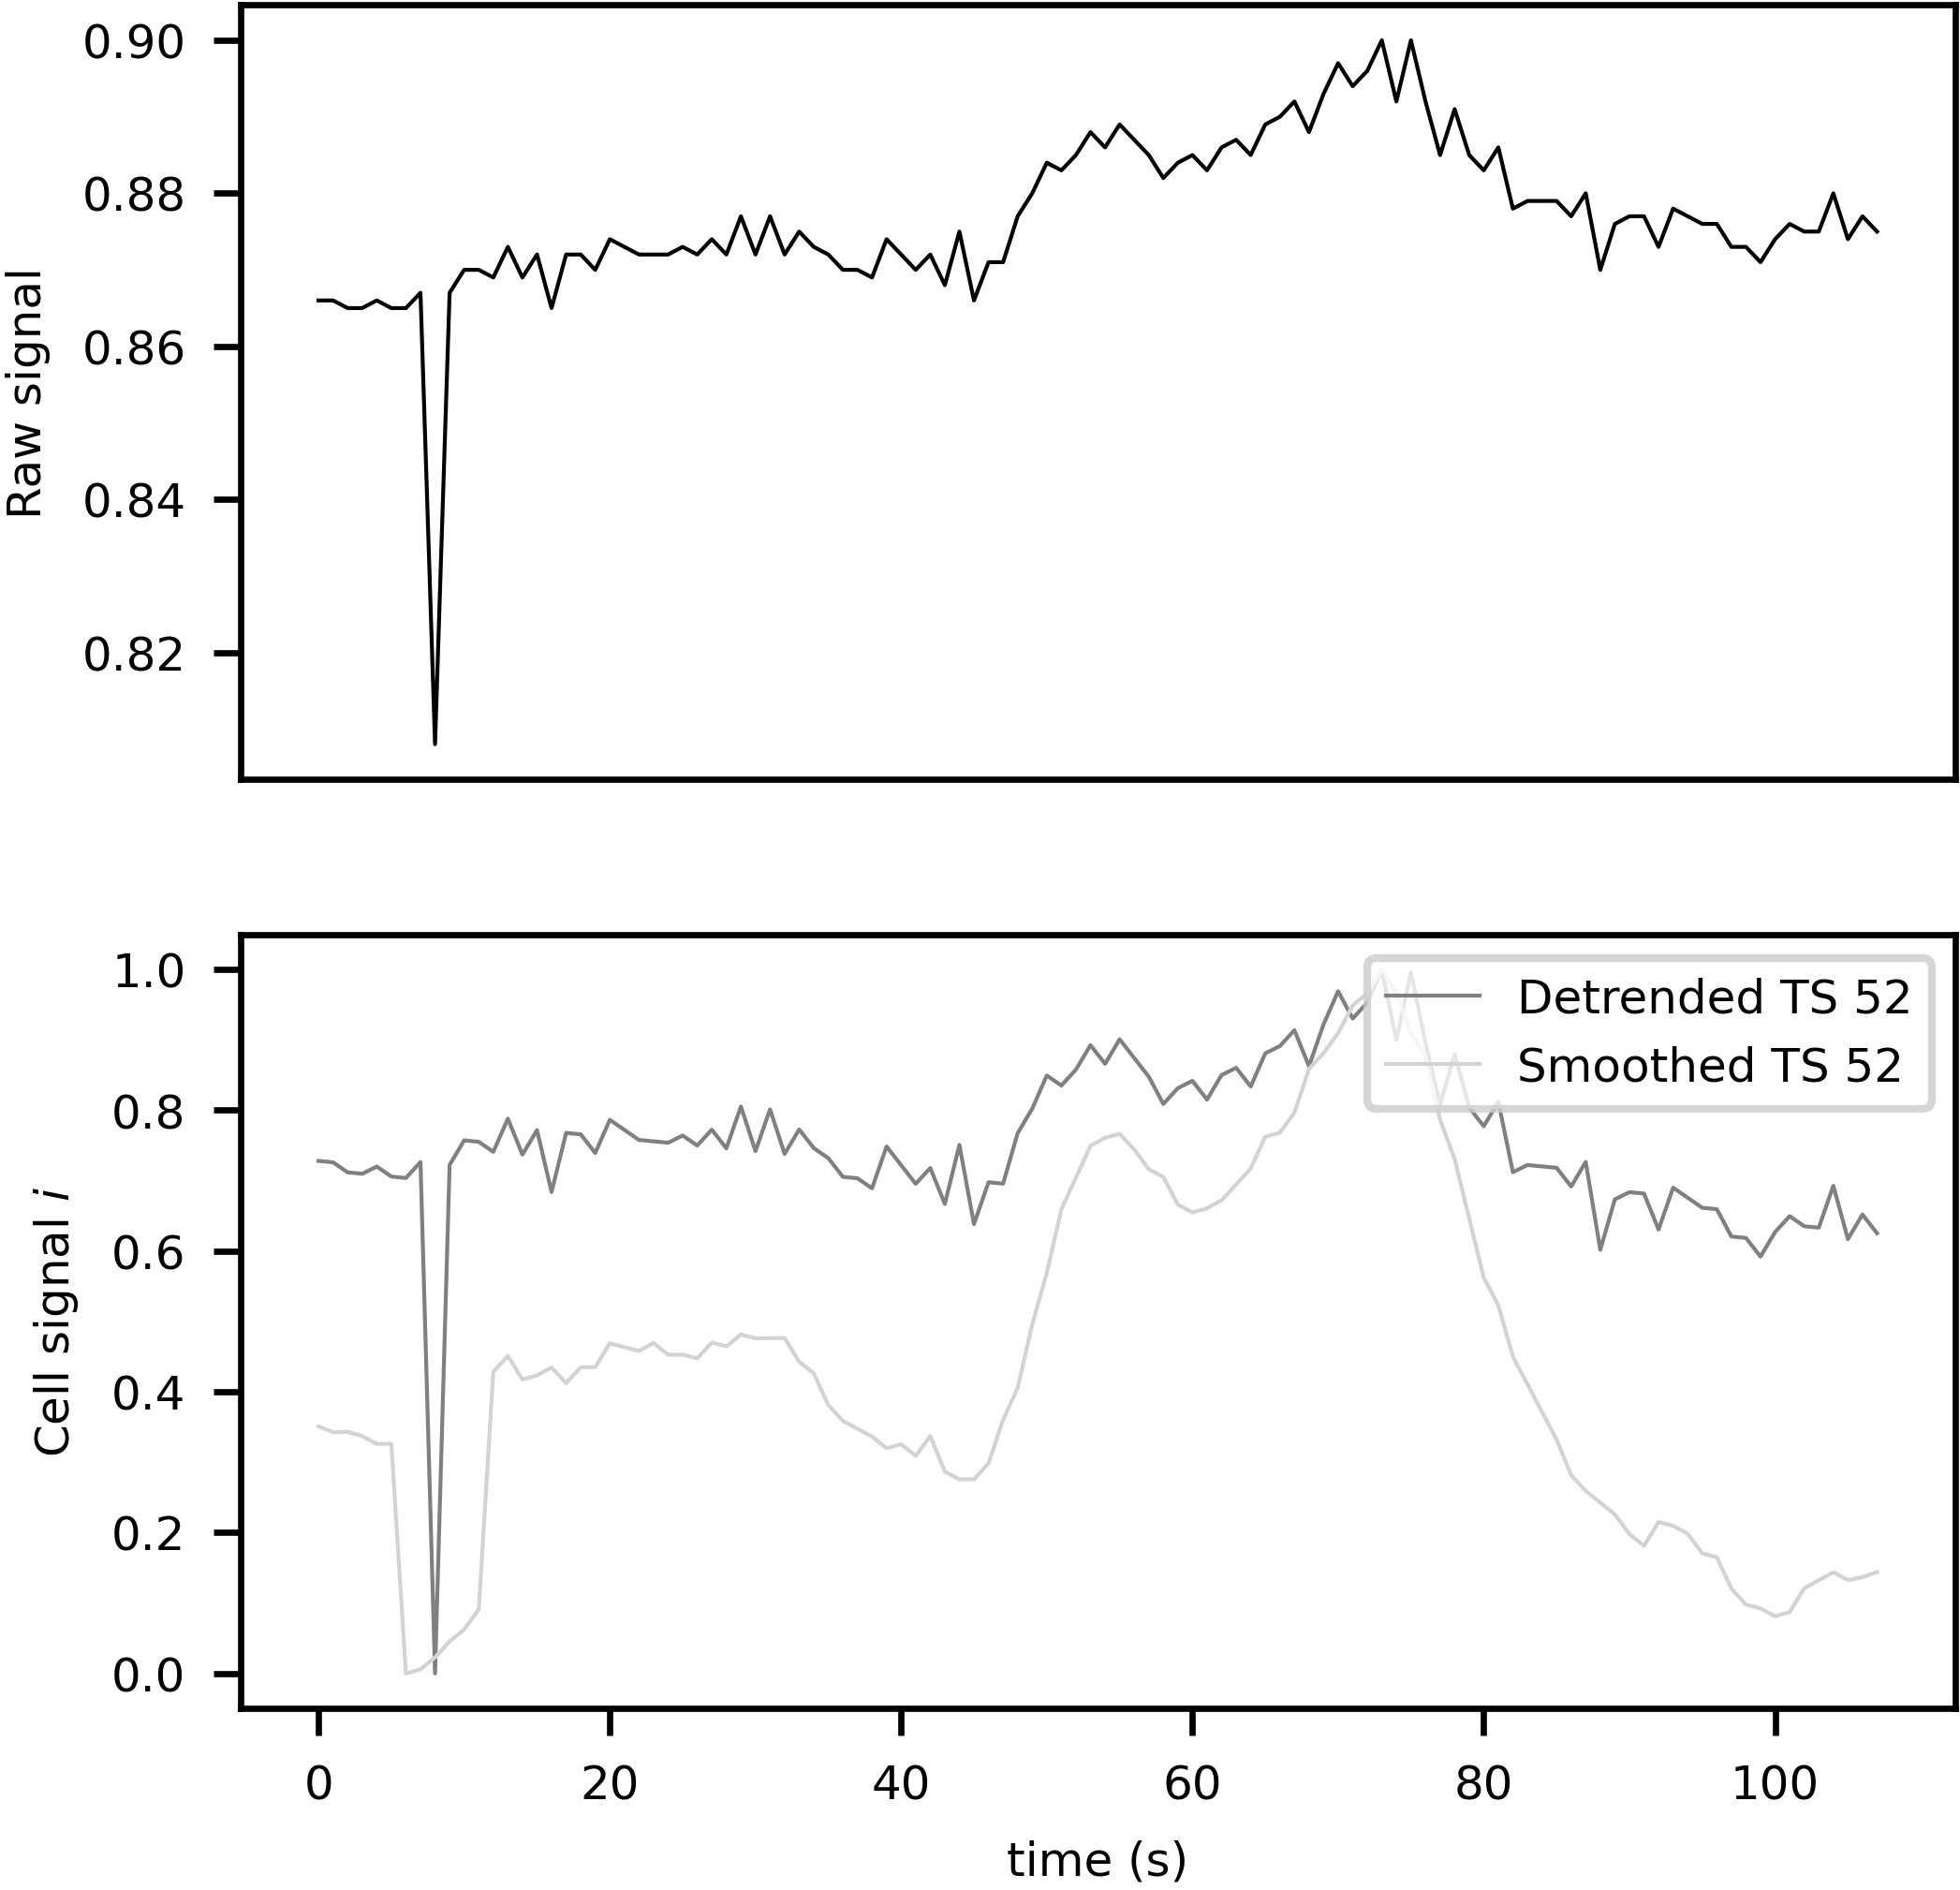 Raw signal
0.90
0.88
0.86
0.84
0.82
Cell signal i
1.0
0.8
0.6
0.4
0.2
0.0
Detrended TS 52
Smoothed TS 52
0 20 40 60 80 100
time (s)